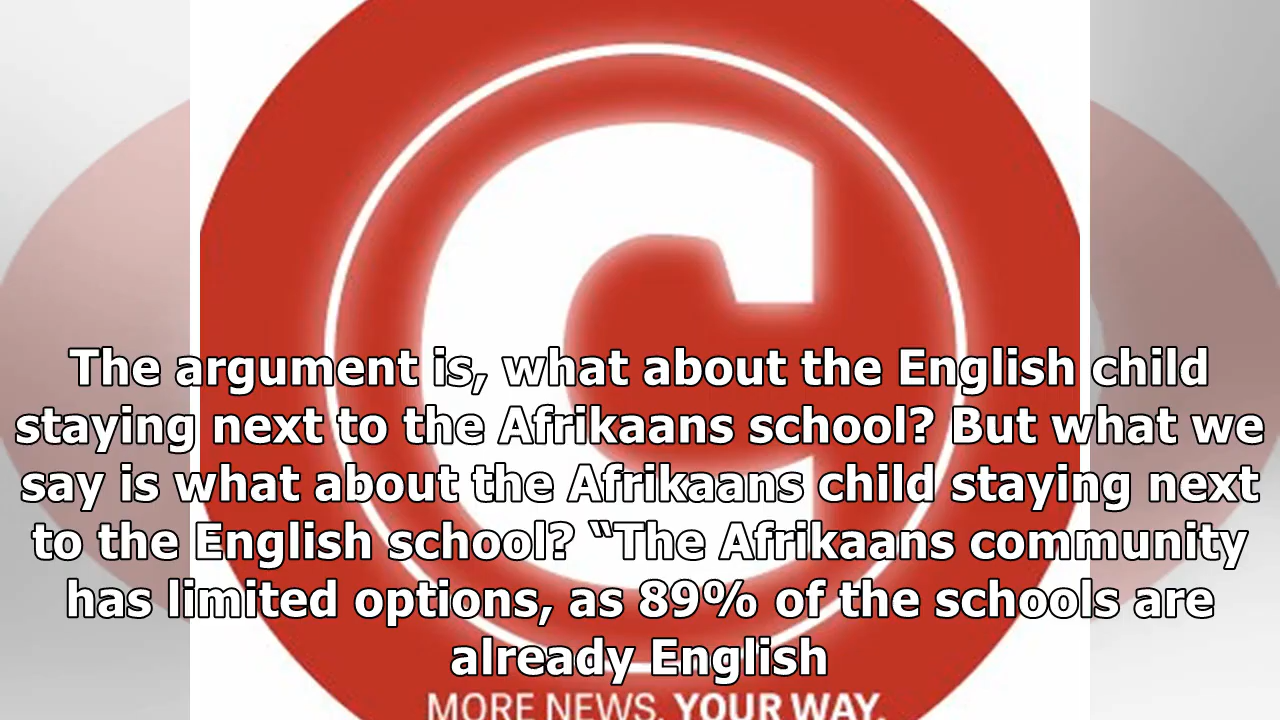 The argument is, what about the English child
staying next to the Afrikaans school? But what we
say is what about the Afrikaans child staying next
to the English school? “The Afrikaans community
has limited options, as 89% of the schools are
already English
MORE NEWS. YOUR WAY.